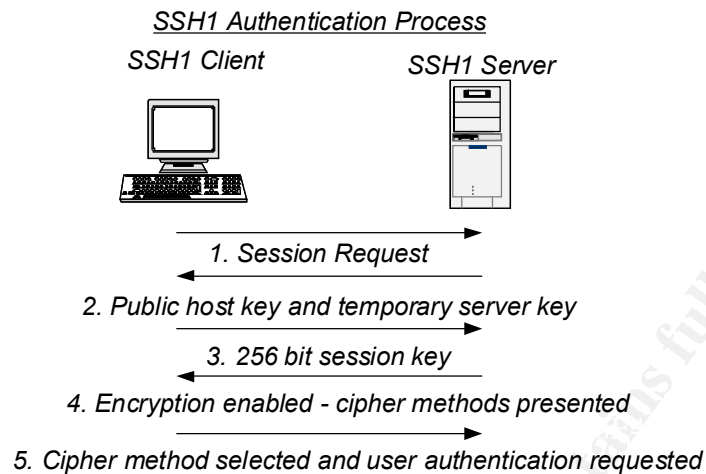 SSH1 Authentication Process
SSH1 Client
SSH1 Server
1. Session Request
2. Public host key and temporary server key
3. 256 bit session key
4. Encryption enabled - cipher methods presented
5. Cipher method selected and user authentication requested